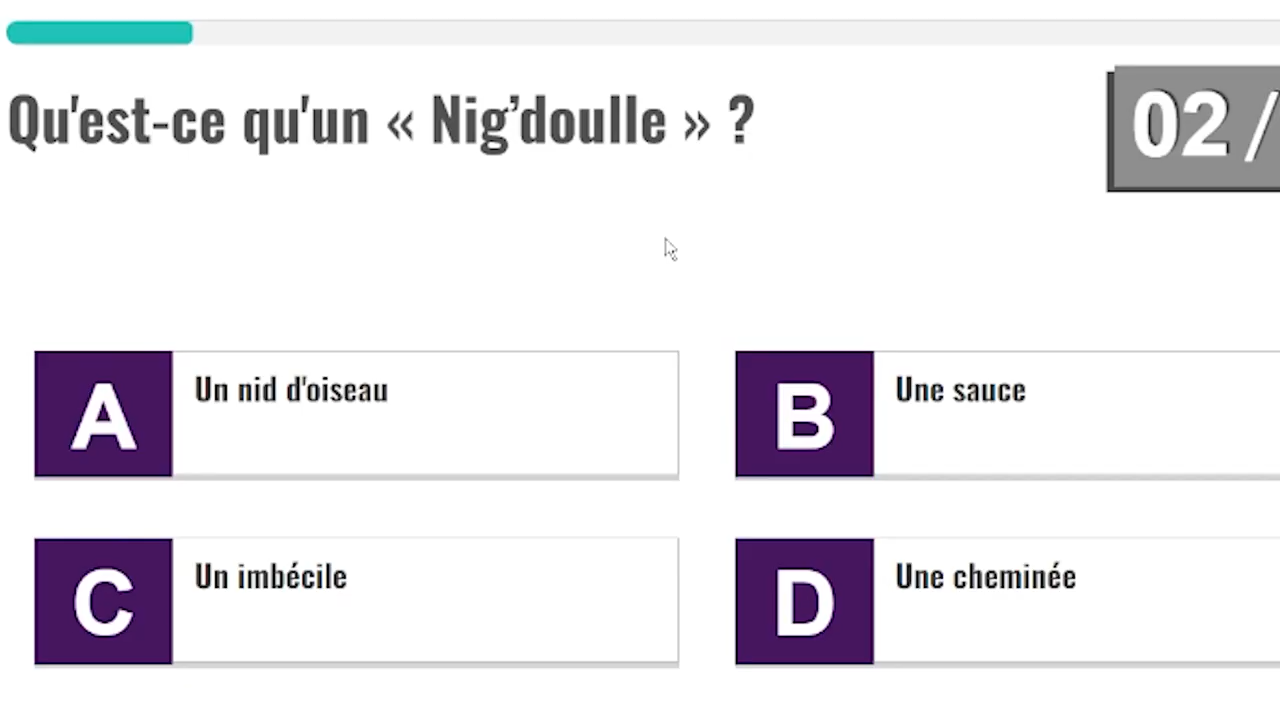 Qu'est-ce qu'un « Nig’doulle » ?
02 /
A
Un nid d'oiseau
B
Une sauce
C
Un imbécile
D
Une cheminée